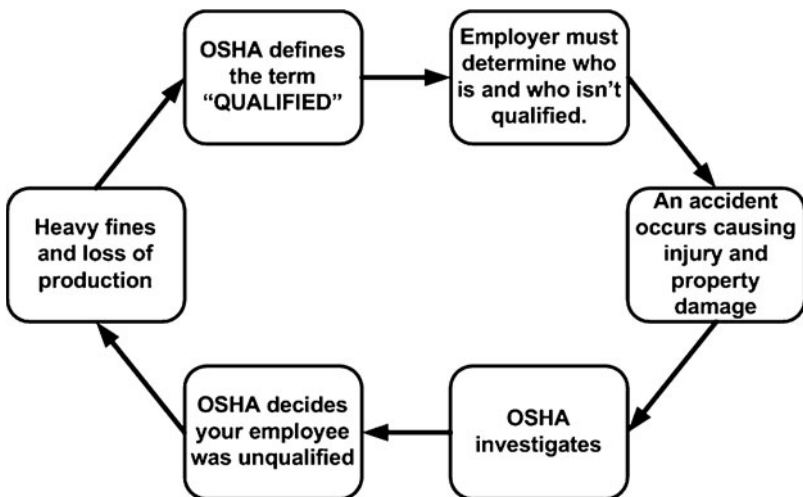 OSHA defines
the term
“QUALIFIED”
Employer must
determine who
is and who isn’t
qualified.
An accident
occurs causing
injury and
property
damage
OSHA
investigates
OSHA decides
your employee
was unqualified
Heavy fines
and loss of
production